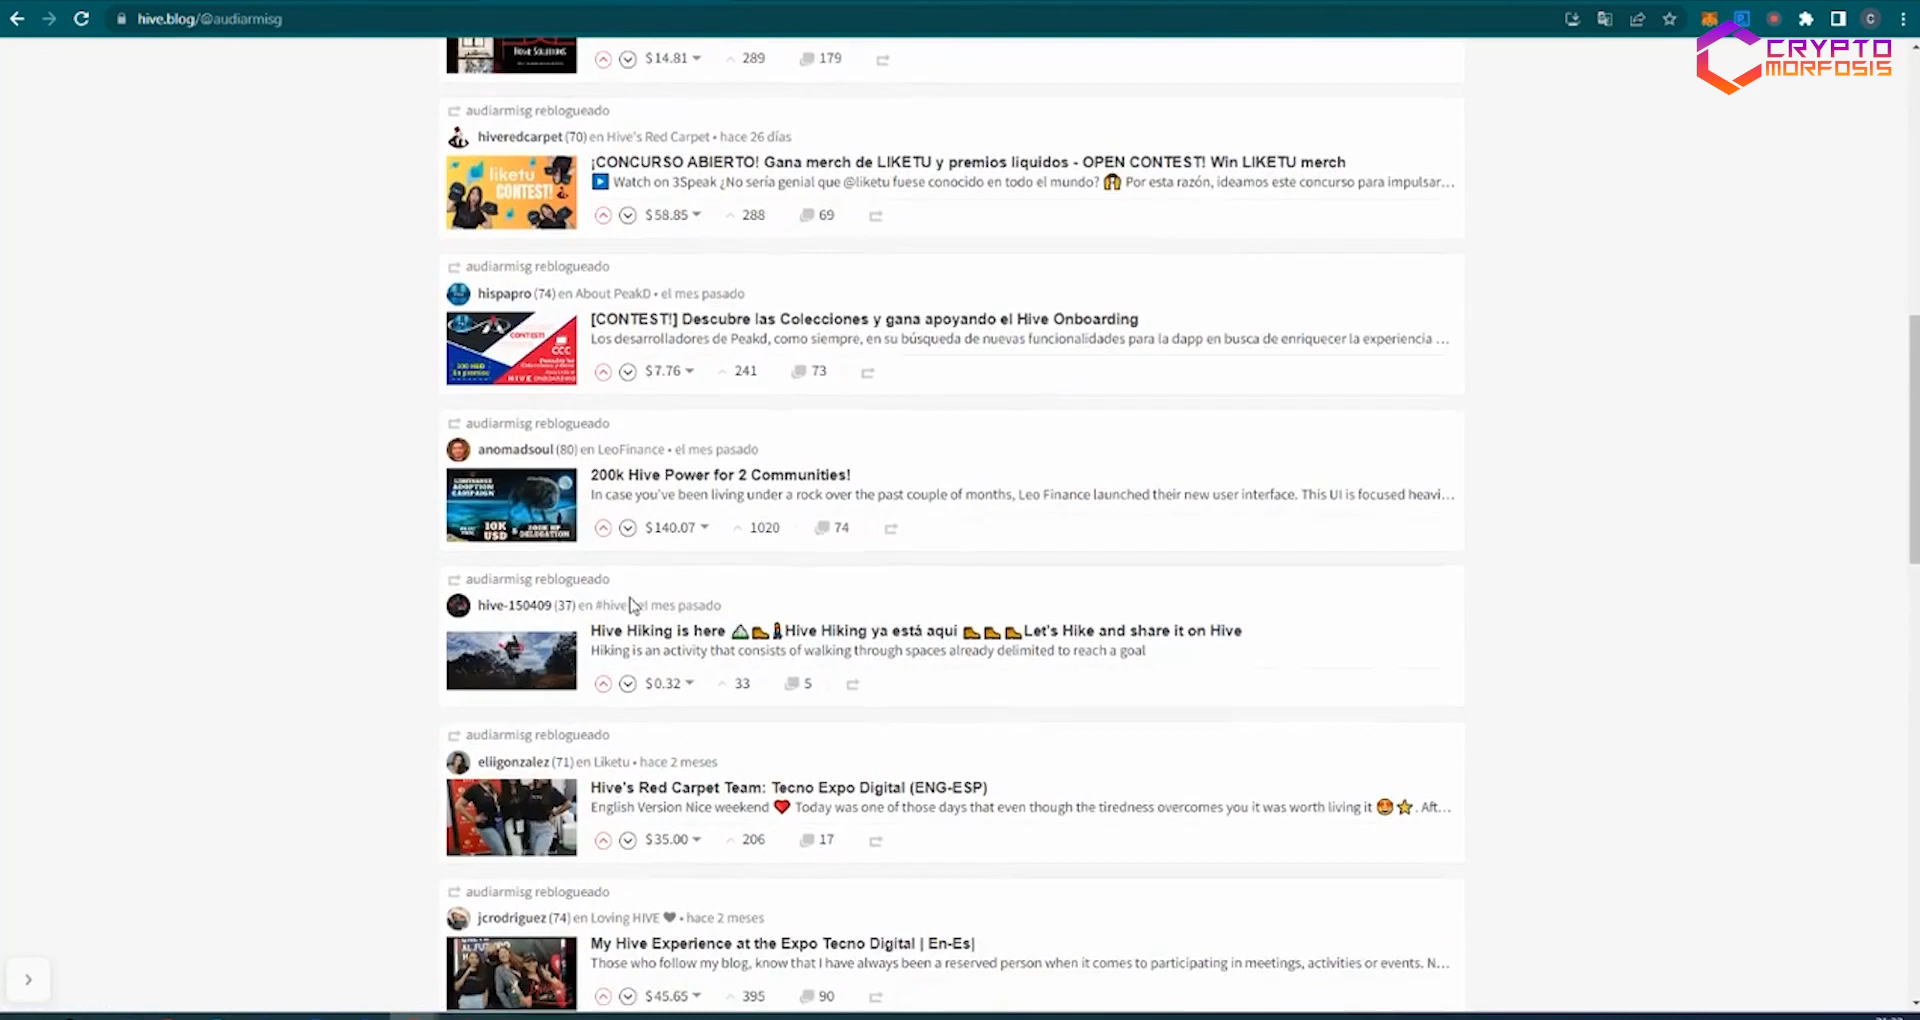 hive.blog/@audiarmisg
C
CRYPTO
MORFOSIS
$14.81 289 179
audiarmisg reblogueado
hiveredcarpet (70) en Hive's Red Carpet • hace 26 días
liketu
CONTEST!
¡CONCURSO ABIERTO! Gana merch de LIKETU y premios líquidos - OPEN CONTEST! Win LIKETU merch
Watch on 3Speak ¿No sería genial que @liketu fuese conocido en todo el mundo? 🙌 Por esta razón, ideamos este concurso para impulsar…
$58.85 288 69
audiarmisg reblogueado
hispapro (74) en About PeakD • el mes pasado
CONTEST!
[CONTEST!] Descubre las Colecciones y gana apoyando el Hive Onboarding
Los desarrolladores de Peakd, como siempre, en su búsqueda de nuevas funcionalidades para la dapp en busca de enriquecer la experiencia …
$7.76 241 73
audiarmisg reblogueado
anomadsoul (80) en LeoFinance • el mes pasado
ADOPTION
CAMPAIGN
10K
USD
200K HP
DELEGATION
200k Hive Power for 2 Communities!
In case you've been living under a rock over the past couple of months, Leo Finance launched their new user interface. This UI is focused heavi…
$140.07 1020 74
audiarmisg reblogueado
hive-150409 (37) en #hive el mes pasado
Hive Hiking is here 🏔🥾🧍Hive Hiking ya está aquí 🥾🥾🥾Let's Hike and share it on Hive
Hiking is an activity that consists of walking through spaces already delimited to reach a goal
$0.32 33 5
audiarmisg reblogueado
eliigonzalez (71) en Liketu • hace 2 meses
Hive's Red Carpet Team: Tecno Expo Digital (ENG-ESP)
English Version Nice weekend ❤️ Today was one of those days that even though the tiredness overcomes you it was worth living it 🤩⭐. Aft…
$35.00 206 17
audiarmisg reblogueado
jcrodriguez (74) en Loving HIVE ❤ • hace 2 meses
My Hive Experience at the Expo Tecno Digital | En-Es|
Those who follow my blog, know that I have always been a reserved person when it comes to participating in meetings, activities or events. N…
$45.65 395 90